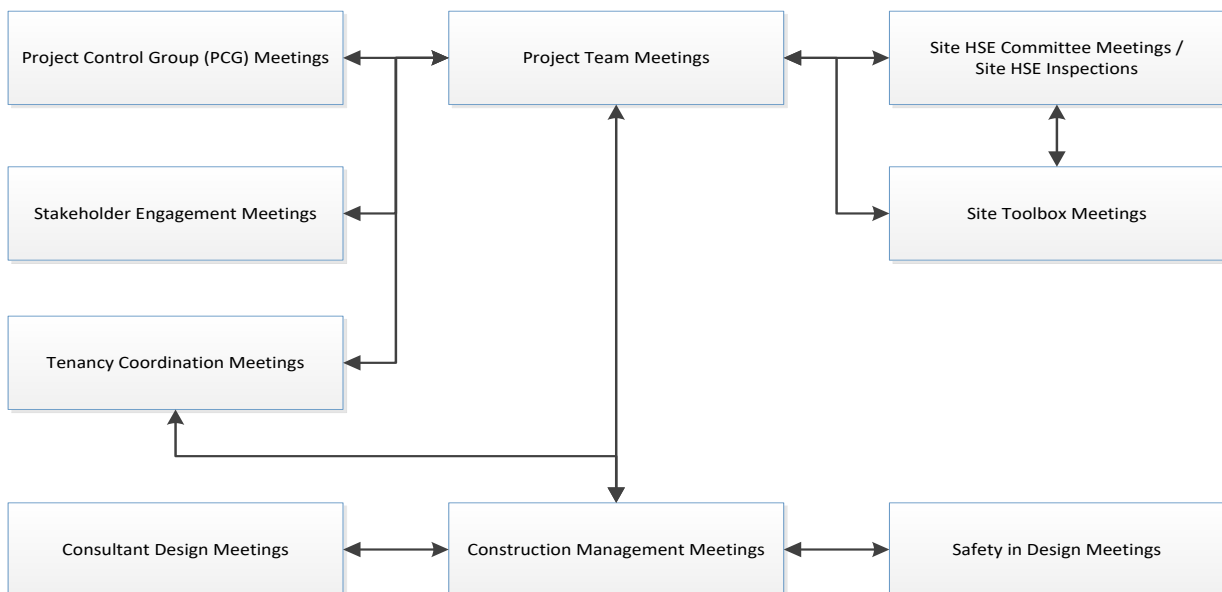 Project Control Group (PCG) Meetings
Project Team Meetings
Site HSE Committee Meetings /
Site HSE Inspections
Stakeholder Engagement Meetings
Site Toolbox Meetings
Tenancy Coordination Meetings
Consultant Design Meetings
Construction Management Meetings
Safety in Design Meetings